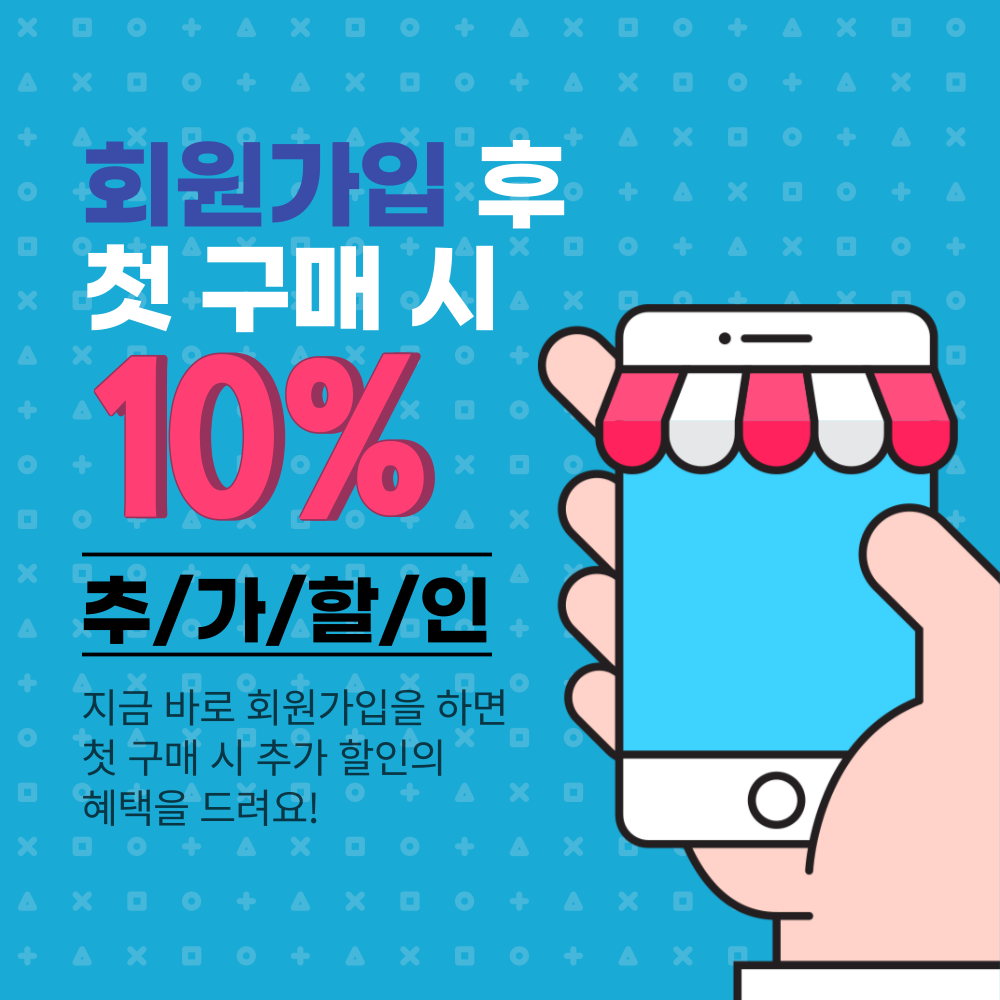 회원가입 후
첫 구매 시
10%
추/가/할/인
지금 바로 회원가입을 하면
첫 구매 시 추가 할인의
혜택을 드려요!